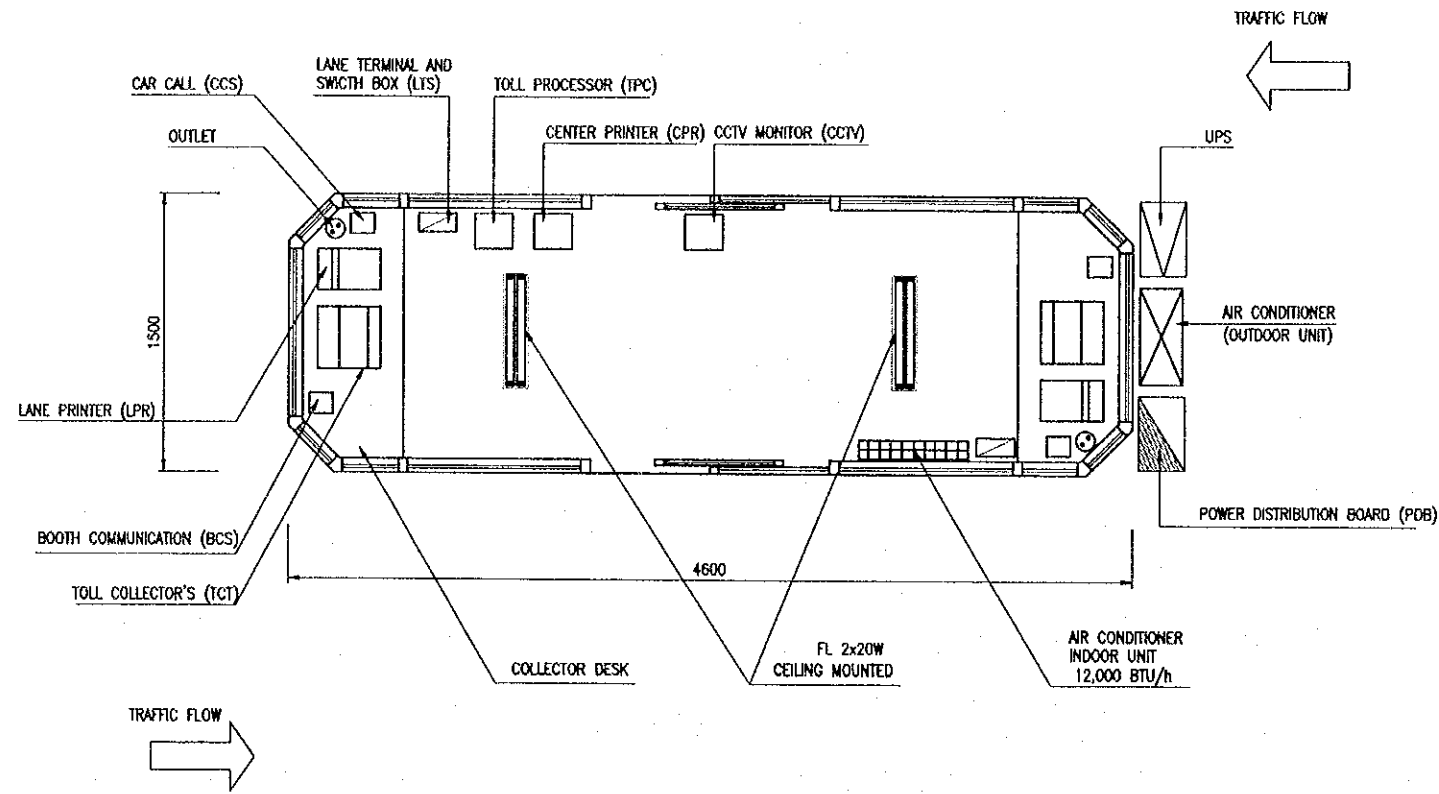 TRAFFIC FLOW
LANE TERMINAL AND
SWICTH BOX (LTS)
CAR CALL (CCS)
TOLL PROCESSOR (TPC)
OUTLET
CENTER PRINTER (CPR)
CCTV MONITOR (CCTV)
UPS
1500
AIR CONDITIONER
(OUTDOOR UNIT)
LANE PRINTER (LPR)
POWER DISTRIBUTION BOARD (PDB)
BOOTH COMMUNICATION (BCS)
4600
TOLL COLLECTOR'S (TCT)
COLLECTOR DESK
FL 2x20W
CEILING MOUNTED
AIR CONDITIONER
INDOOR UNIT
12,000 BTU/h
TRAFFIC FLOW